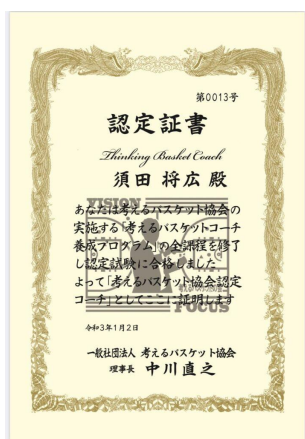 第0013号
認定証書
Thinking Basket Coach
須田 将広 殿
VISION
あなたは考えるバスケット協会の
実施する「考えるバスケットコーチ
養成プログラム」の全課程を修了
し認定試験に合格しました
よって「考えるバスケット協会認定
コーチ」としてここに証明します
FOCUS
令和3年1月2日
一般社団法人 考えるバスケット協会
理事長 中川直之